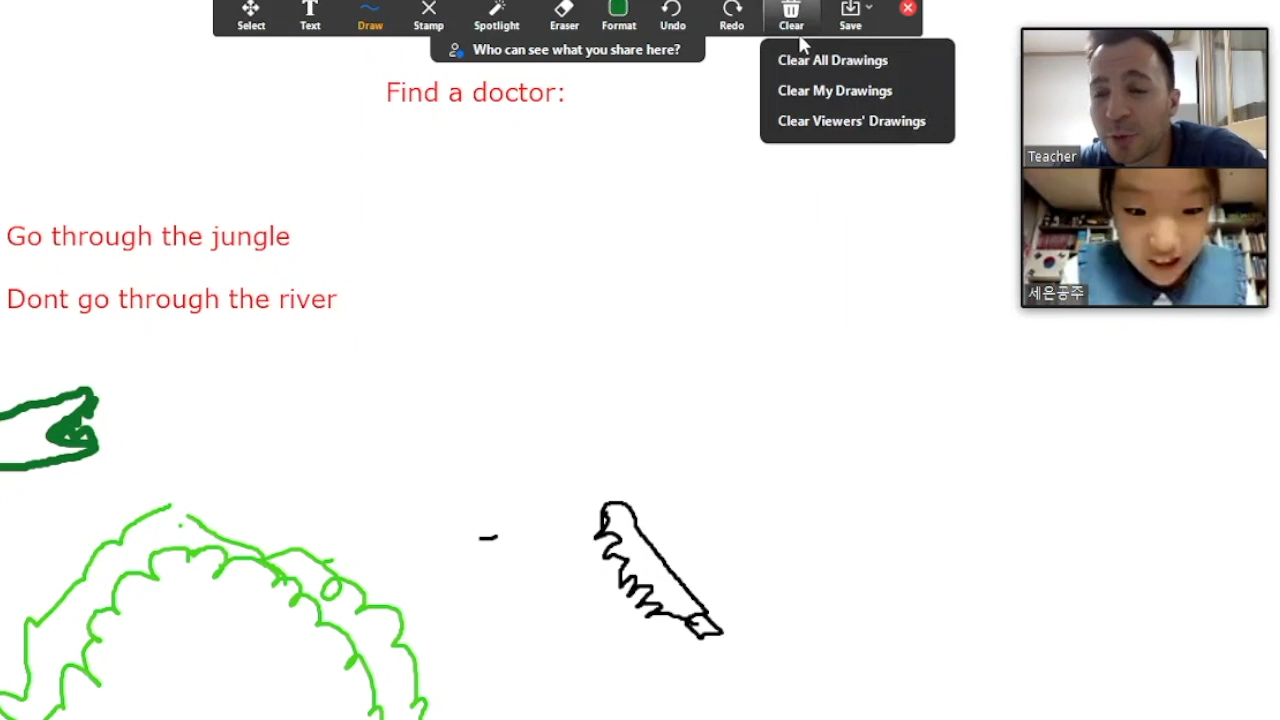 Select Text Draw Stamp Spotlight Eraser Format Undo Redo Clear Save
Who can see what you share here?
Clear All Drawings
Clear My Drawings
Clear Viewers' Drawings
Find a doctor:
Teacher
Go through the jungle
세은공주
Dont go through the river